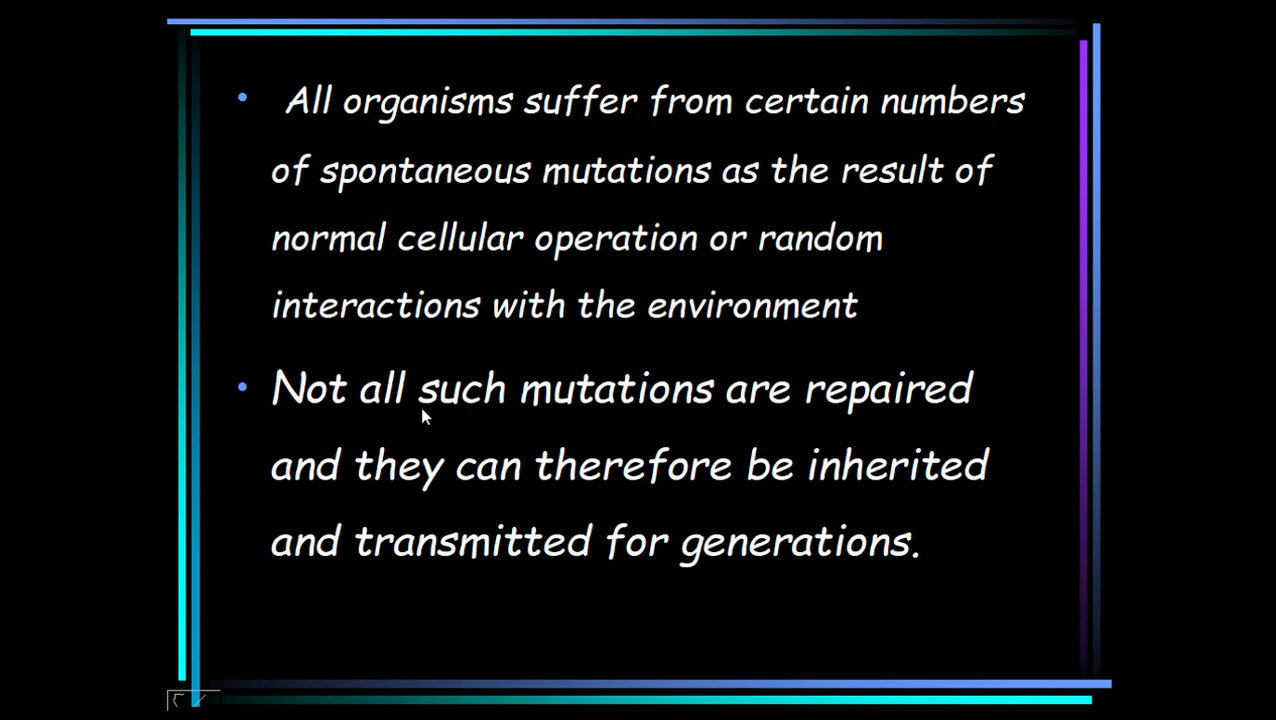 • All organisms suffer from certain numbers
of spontaneous mutations as the result of
normal cellular operation or random
interactions with the environment
• Not all such mutations are repaired
and they can therefore be inherited
and transmitted for generations.